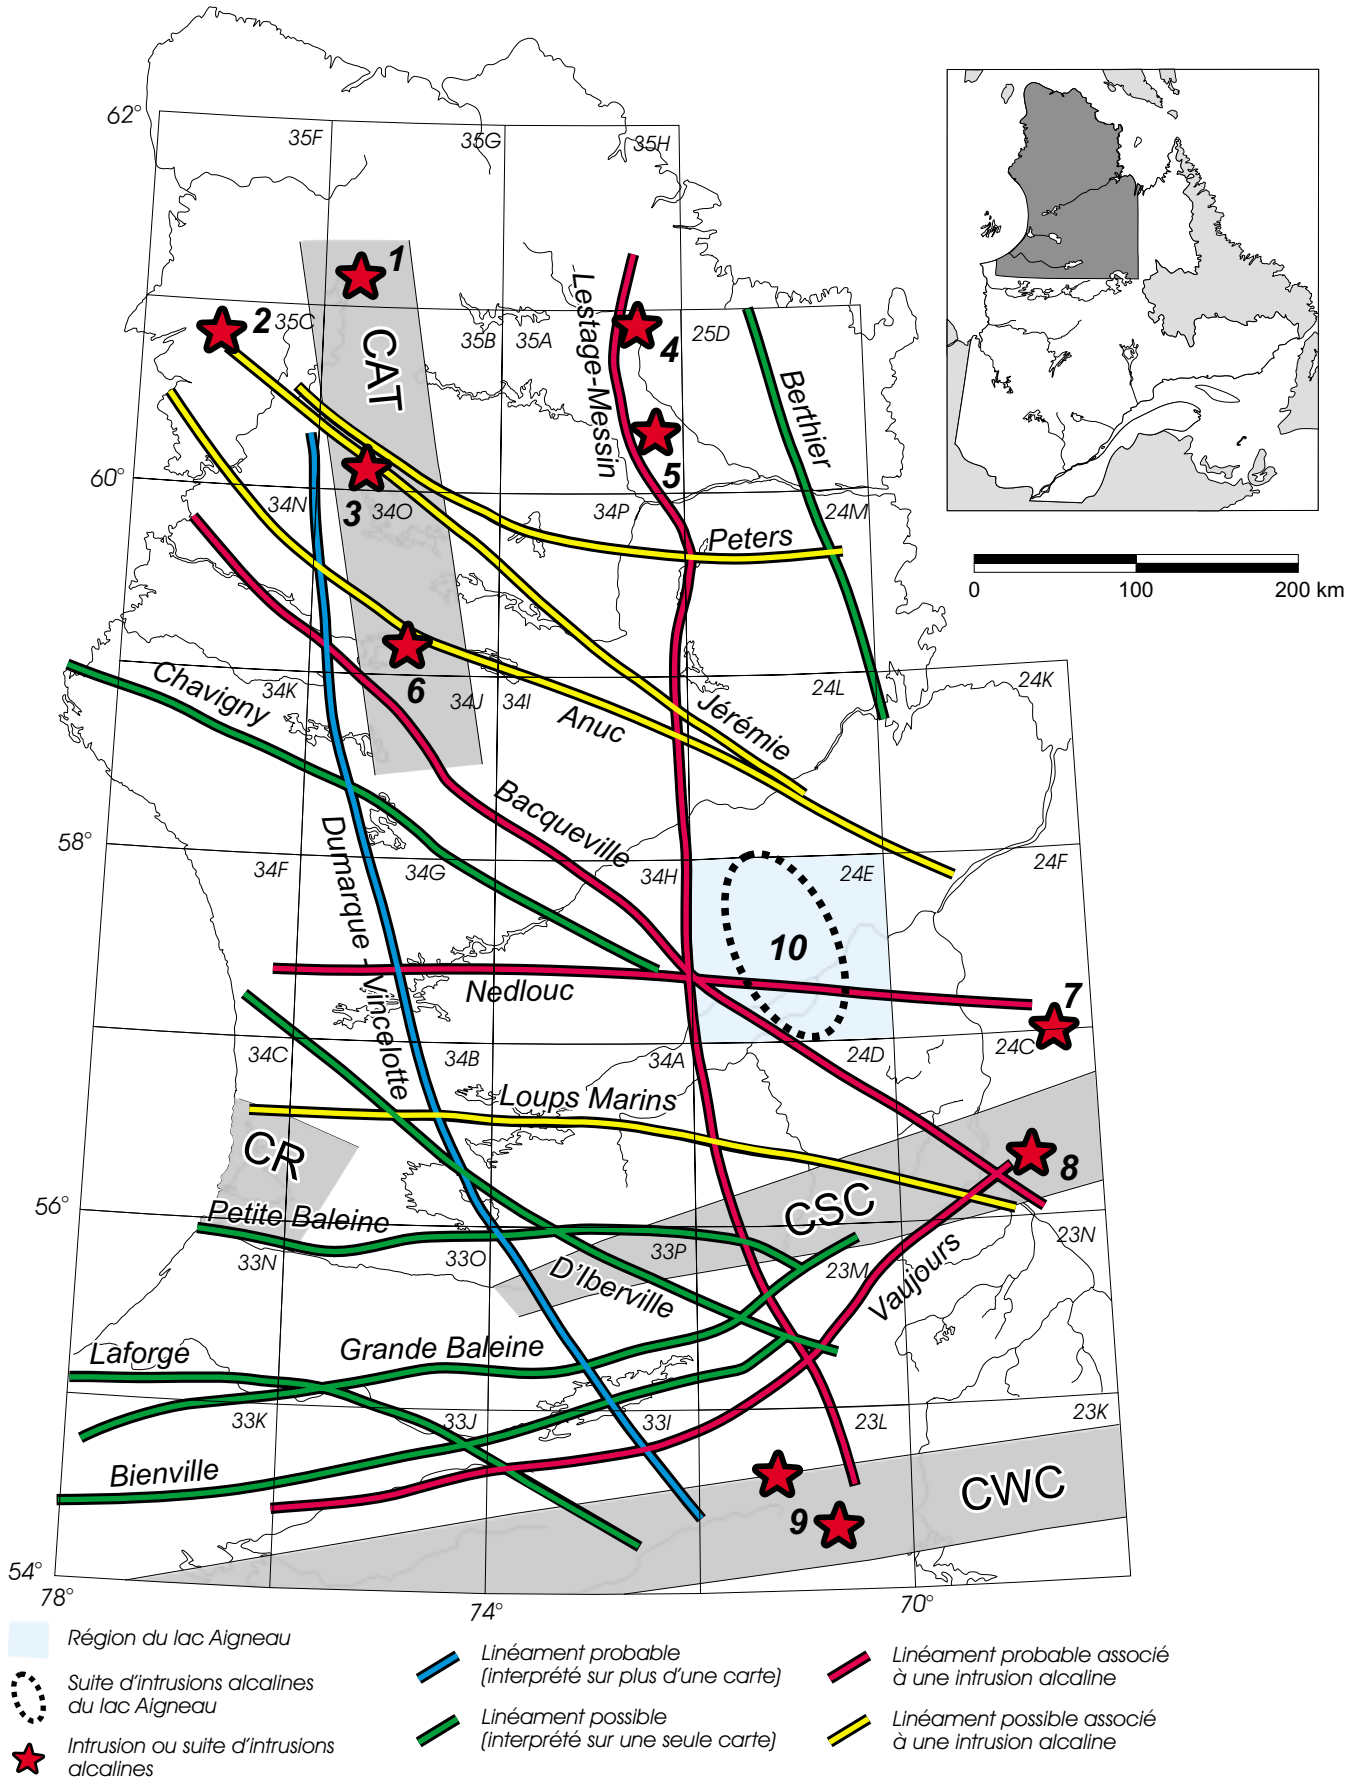 62°
35F
35G
35H
1
2
35C
CAT
35B
35A
Lestage-Messin
4
25D
Berthier
5
60°
34N
3
34O
34P
24M
Peters
0
100
200 km
Chavigny
34K
6
34J
34I
Anuc
Jérémie
24L
24K
58°
Dumarque - Vincelotte
Bacqueville
34F
34G
34H
24E
24F
10
Nedlouc
7
34C
34B
34A
24D
24C
Loups Marins
CR
8
56°
Petite Baleine
CSC
33N
33O
33P
23M
23N
D'Iberville
Vaujours
Laforge
Grande Baleine
33K
33J
33I
23L
23K
Bienville
CWC
9
54°
78°
74°
70°
Région du lac Aigneau
Suite d'intrusions alcalines
du lac Aigneau
Intrusion ou suite d'intrusions
alcalines
Linéament probable
(interprété sur plus d'une carte)
Linéament possible
(interprété sur une seule carte)
Linéament probable associé
à une intrusion alcaline
Linéament possible associé
à une intrusion alcaline